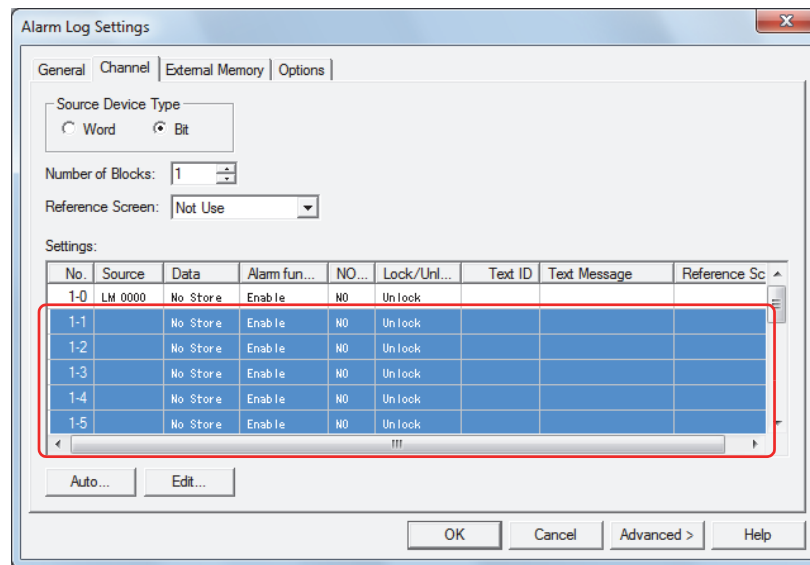 Alarm Log Settings
General Channel External Memory Options
Source Device Type
Word Bit
Number of Blocks: 1
Reference Screen: Not Use
Settings:
No. Source Data Alarm fun... NO... Lock/Unl... Text ID Text Message Reference Sc
1-0 LM 0000 No Store Enable NO Unlock
1-1 No Store Enable NO Unlock
1-2 No Store Enable NO Unlock
1-3 No Store Enable NO Unlock
1-4 No Store Enable NO Unlock
1-5 No Store Enable NO Unlock
Auto... Edit...
OK Cancel Advanced > Help